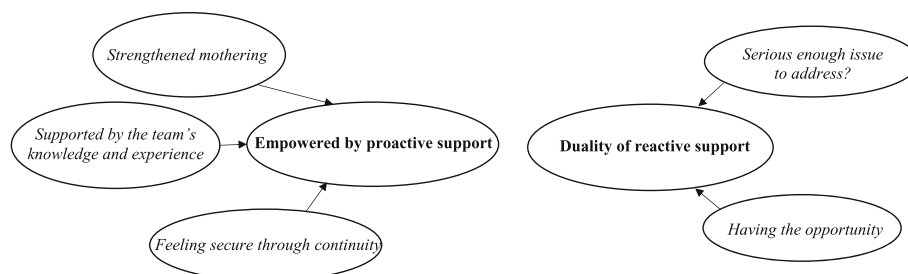 Strengthened mothering
Supported by the team's
knowledge and experience
Empowered by proactive support
Feeling secure through continuity
Serious enough issue
to address?
Duality of reactive support
Having the opportunity